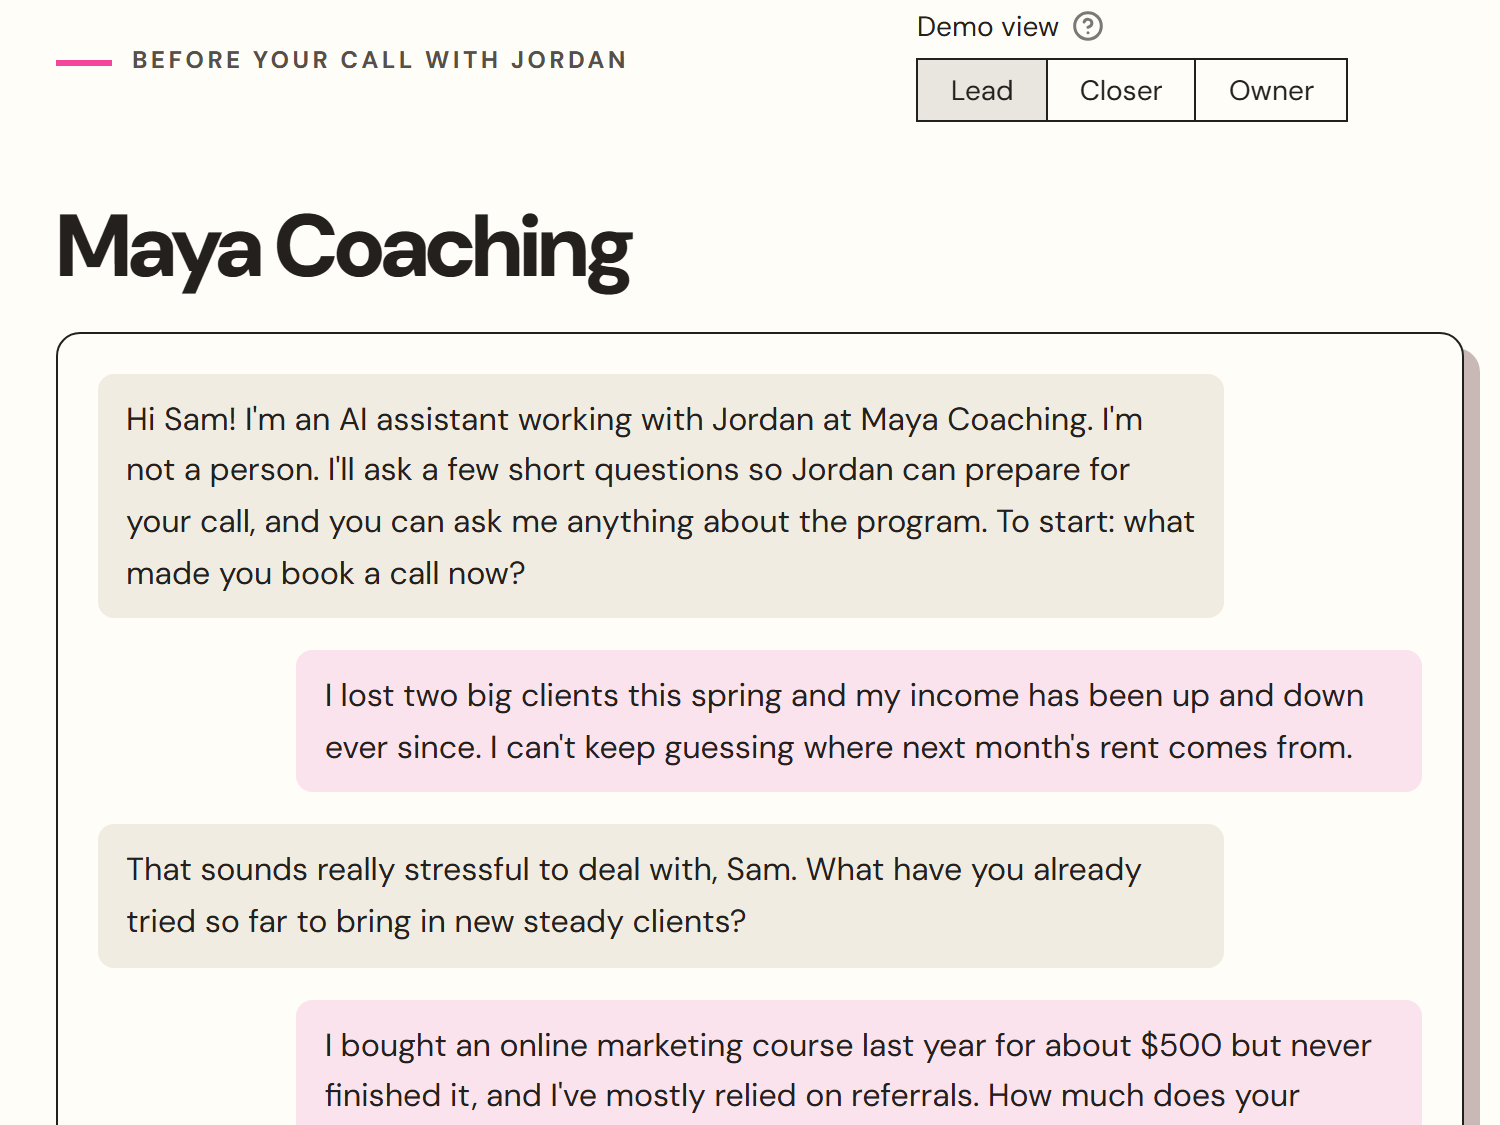 BEFORE YOUR CALL WITH JORDAN
Demo view ?
Lead Closer Owner
Maya Coaching
Hi Sam! I'm an AI assistant working with Jordan at Maya Coaching. I'm
not a person. I'll ask a few short questions so Jordan can prepare for
your call, and you can ask me anything about the program. To start: what
made you book a call now?
I lost two big clients this spring and my income has been up and down
ever since. I can't keep guessing where next month's rent comes from.
That sounds really stressful to deal with, Sam. What have you already
tried so far to bring in new steady clients?
I bought an online marketing course last year for about $500 but never
finished it, and I've mostly relied on referrals. How much does your